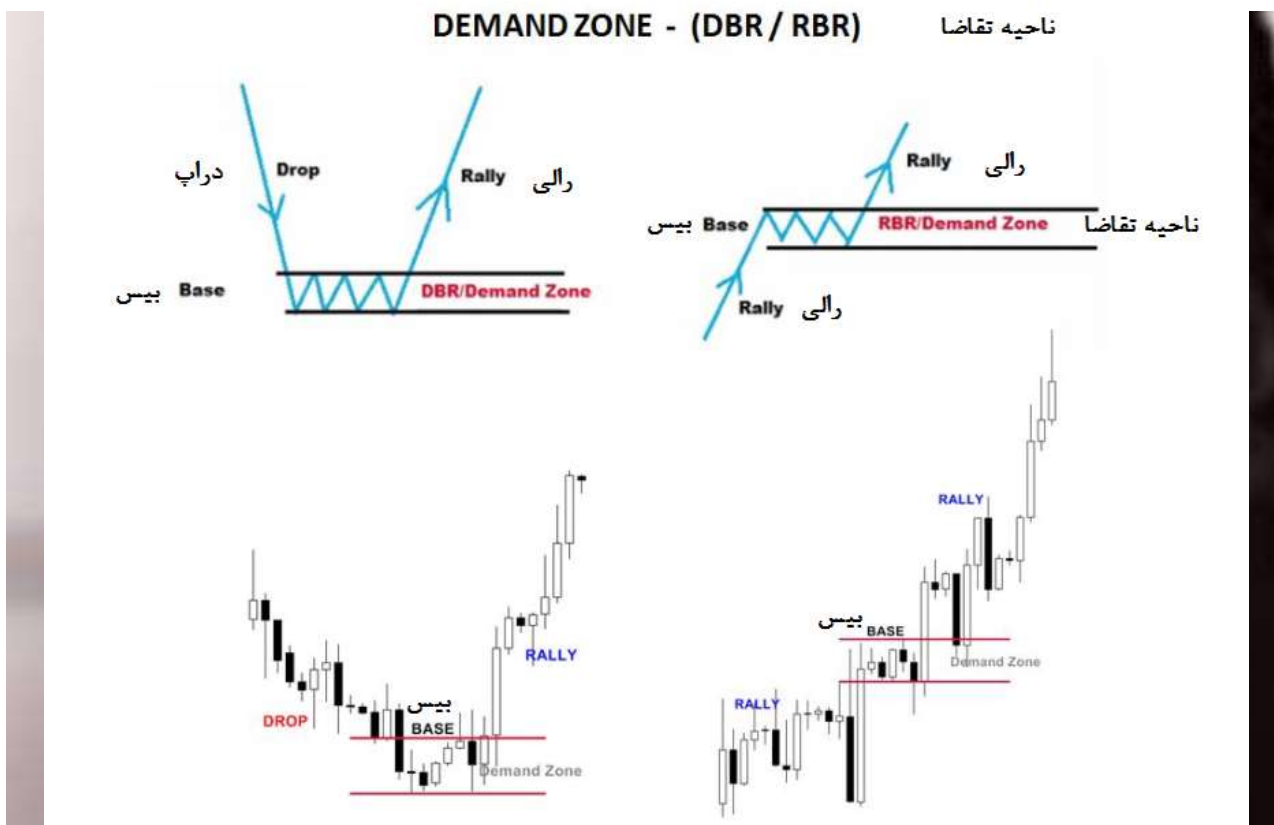 DEMAND ZONE - (DBR / RBR) ناحیه تقاضا
دراپ Drop
Rally رالی
بیس Base
DBR/Demand Zone
Rally رالی
بیس Base
RBR/Demand Zone ناحیه تقاضا
Rally رالی
DROP
بیس
BASE
Demand Zone
RALLY
RALLY
بیس
BASE
Demand Zone
RALLY